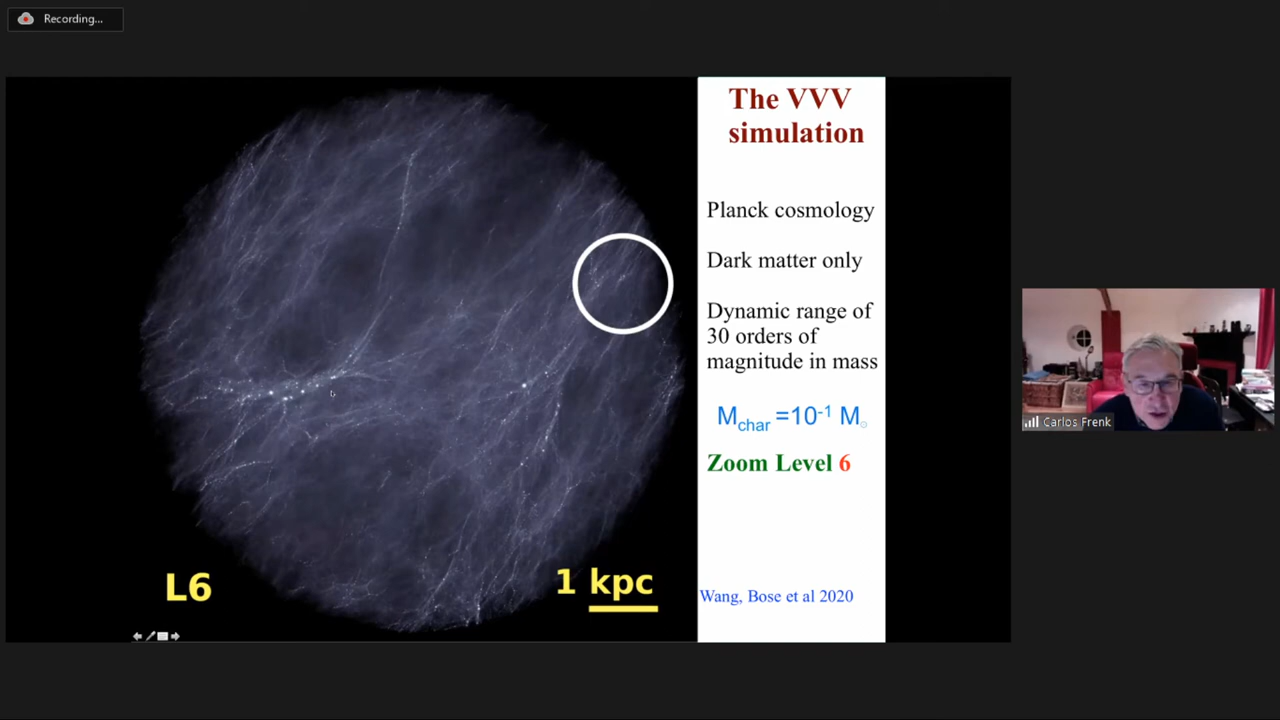 Recording...
The VVV
simulation
Planck cosmology
Dark matter only
Dynamic range of
30 orders of
magnitude in mass
Mchar =10-1 M☉
Zoom Level 6
Wang, Bose et al 2020
L6
1 kpc
Carlos Frenk